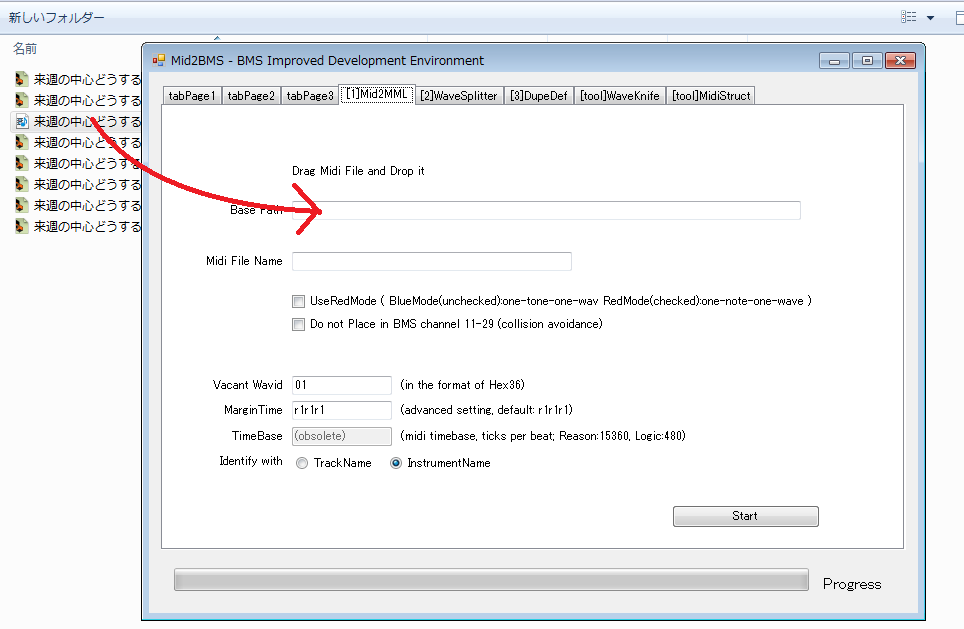 新しいフォルダー
名前
来週の中心どうする
来週の中心どうする
来週の中心どうする
来週の中心どうする
来週の中心どうする
来週の中心どうする
来週の中心どうする
来週の中心どうする
Mid2BMS - BMS Improved Development Environment
tabPage1 tabPage2 tabPage3 [1]Mid2MML [2]WaveSplitter [3]DupeDef [tool]WaveKnife [tool]MidiStruct
Drag Midi File and Drop it
Base Path
Midi File Name
UseRedMode ( BlueMode(unchecked):one-tone-one-wav RedMode(checked):one-note-one-wave )
Do not Place in BMS channel 11-29 (collision avoidance)
Vacant Wavid 01 (in the format of Hex36)
MarginTime r1r1r1 (advanced setting, default: r1r1r1)
TimeBase (obsolete) (midi timebase, ticks per beat; Reason:15360, Logic:480)
Identify with TrackName InstrumentName
Start
Progress